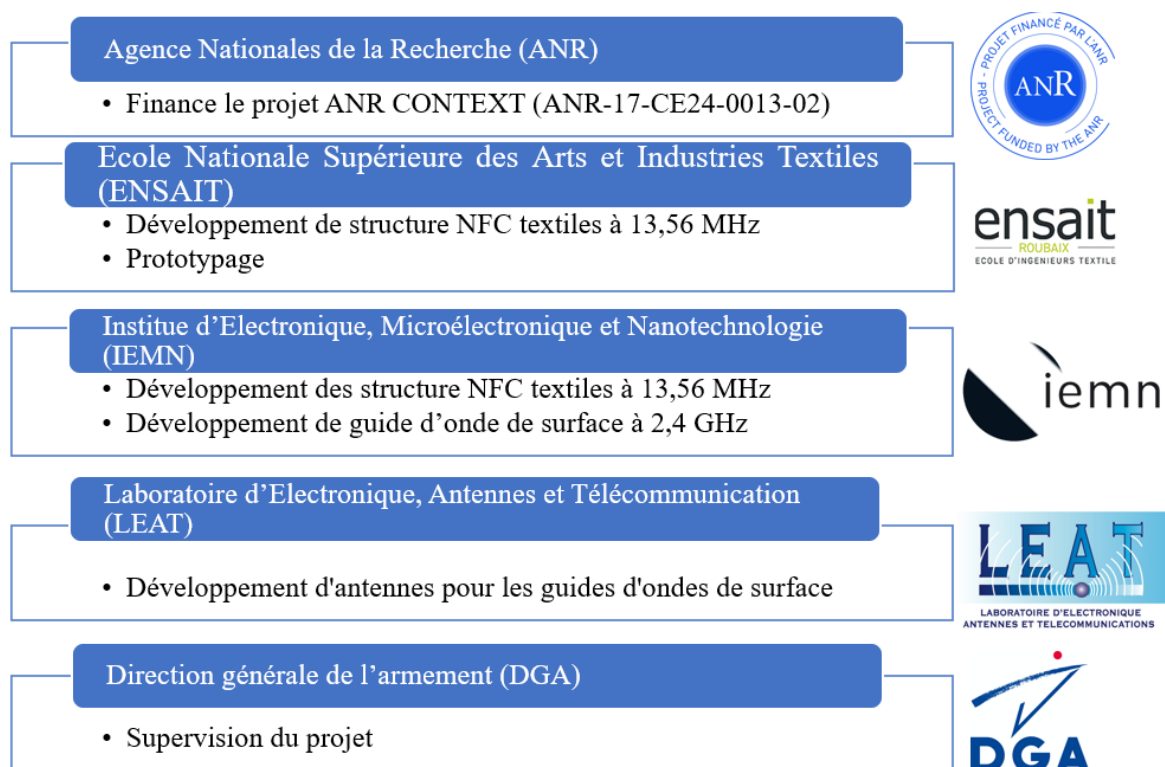 Agence Nationales de la Recherche (ANR)
• Finance le projet ANR CONTEXT (ANR-17-CE24-0013-02)
PROJET FINANCÉ PAR L'ANR - PROJECT FUNDED BY THE ANR
ANR
Ecole Nationale Supérieure des Arts et Industries Textiles
(ENSAIT)
• Développement de structure NFC textiles à 13,56 MHz
• Prototypage
ensait
ROUBAIX
ECOLE D'INGENIEURS TEXTILE
Institue d’Electronique, Microélectronique et Nanotechnologie
(IEMN)
• Développement des structure NFC textiles à 13,56 MHz
• Développement de guide d’onde de surface à 2,4 GHz
iemn
Laboratoire d’Electronique, Antennes et Télécommunication
(LEAT)
• Développement d'antennes pour les guides d'ondes de surface
LEAT
LABORATOIRE D'ELECTRONIQUE
ANTENNES ET TELECOMMUNICATIONS
Direction générale de l’armement (DGA)
• Supervision du projet
DGA